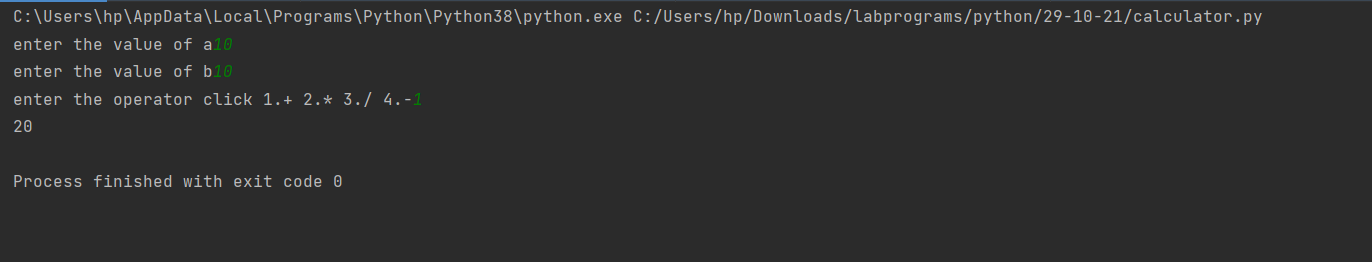 C:\Users\hp\AppData\Local\Programs\Python\Python38\python.exe C:/Users/hp/Downloads/labprograms/python/29-10-21/calculator.py
enter the value of a10
enter the value of b10
enter the operator click 1.+ 2.* 3./ 4.-1
20
Process finished with exit code 0